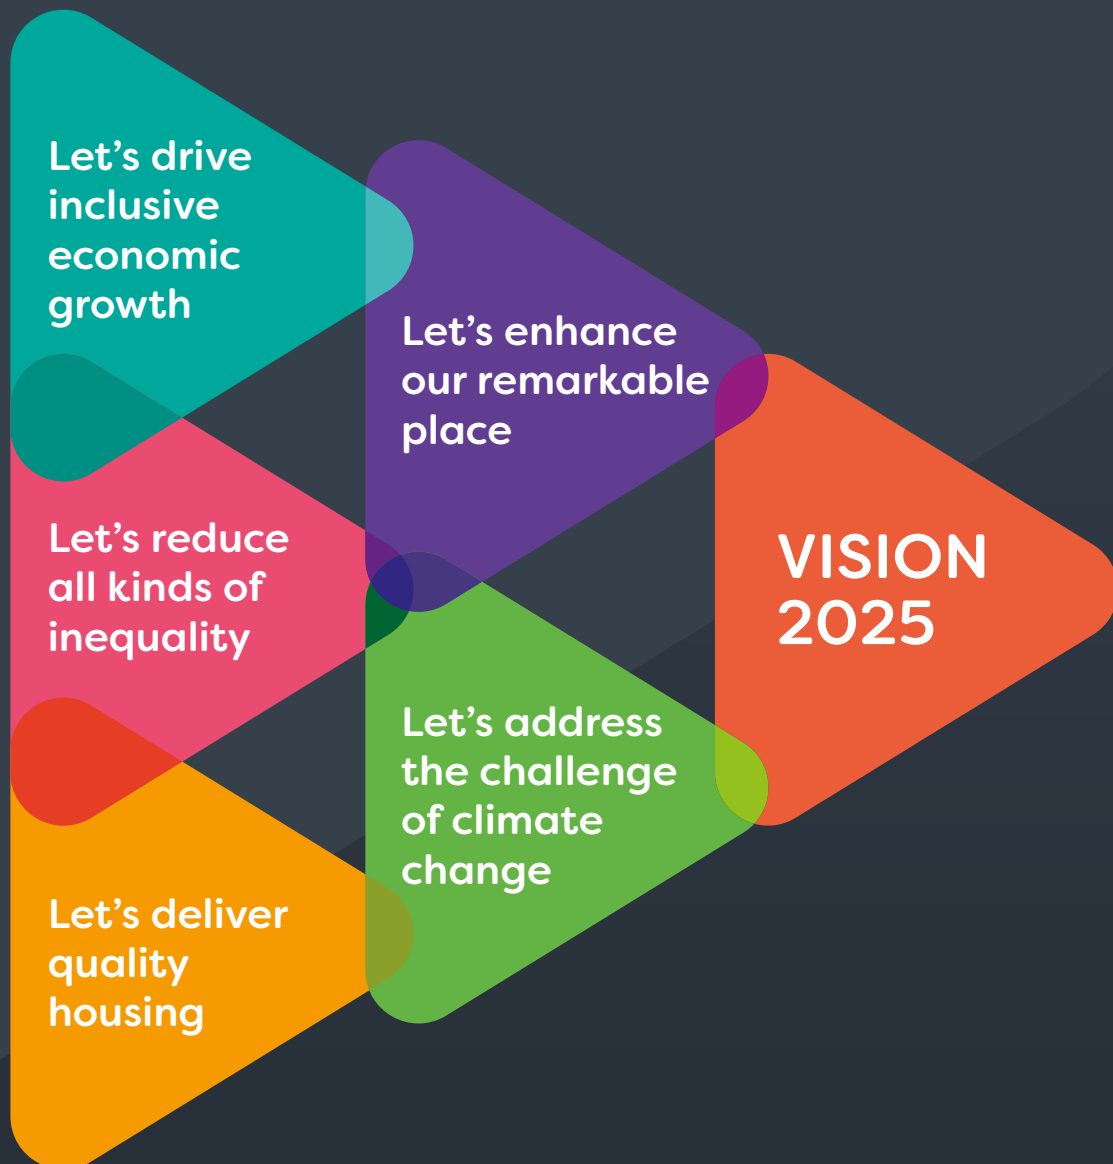 Let’s drive
inclusive
economic
growth
Let’s enhance
our remarkable
place
Let’s reduce
all kinds of
inequality
VISION
2025
Let’s address
the challenge
of climate
change
Let’s deliver
quality
housing